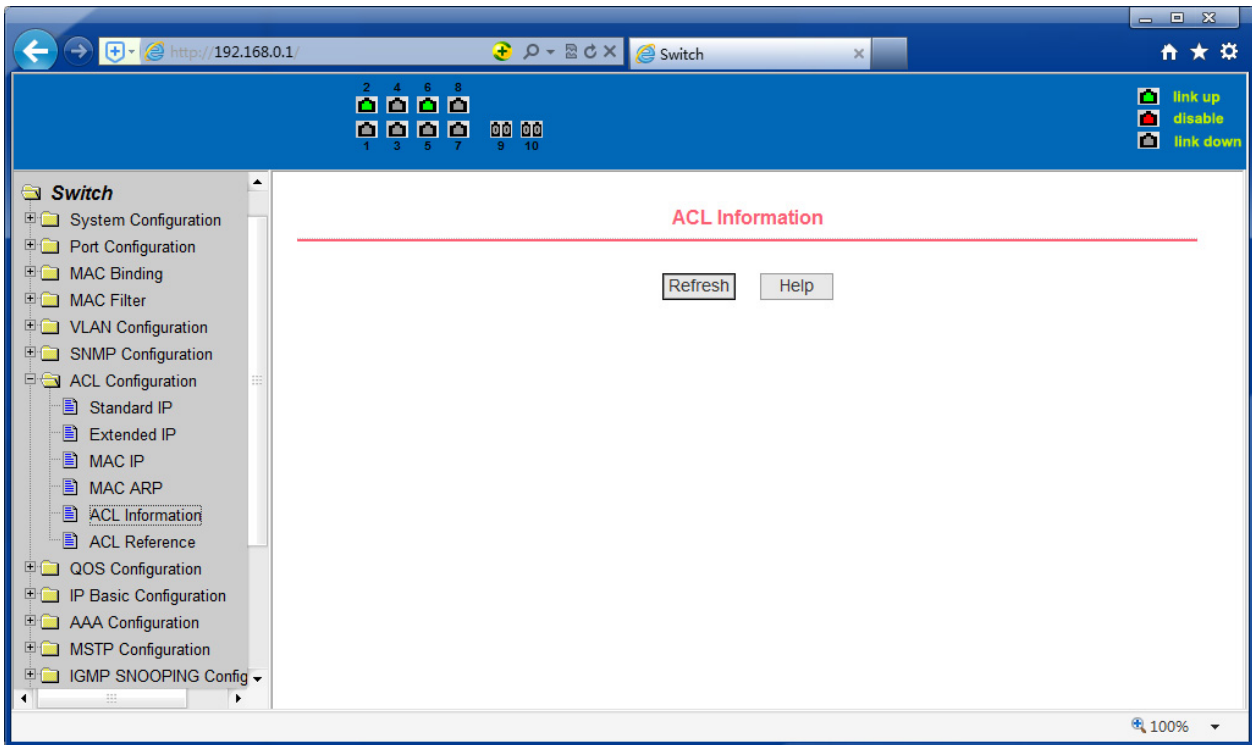 http://192.168.0.1/
Switch
2 4 6 8
1 3 5 7 9 10
link up
disable
link down
Switch
System Configuration
Port Configuration
MAC Binding
MAC Filter
VLAN Configuration
SNMP Configuration
ACL Configuration
Standard IP
Extended IP
MAC IP
MAC ARP
ACL Information
ACL Reference
QOS Configuration
IP Basic Configuration
AAA Configuration
MSTP Configuration
IGMP SNOOPING Config
ACL Information
Refresh Help
100%